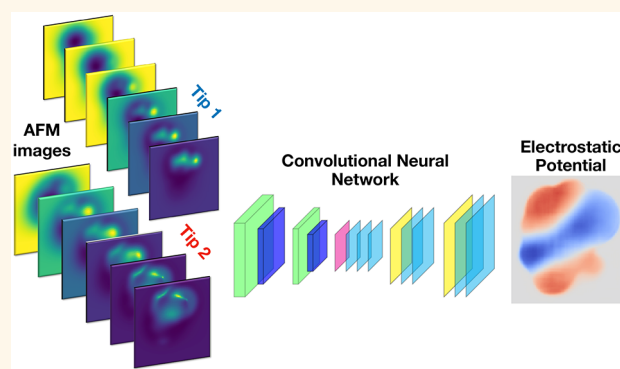 AFM
images
Tip 1
Tip 2
Convolutional Neural
Network
Electrostatic
Potential